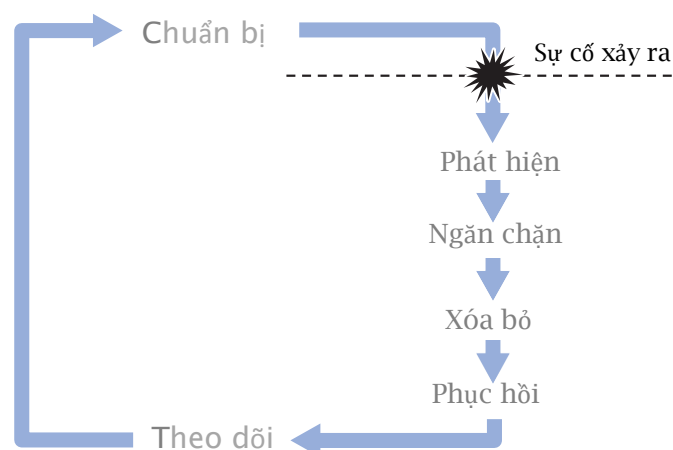 Chuẩn bị
Sự cố xảy ra
Phát hiện
Ngăn chặn
Xóa bỏ
Phục hồi
Theo dõi